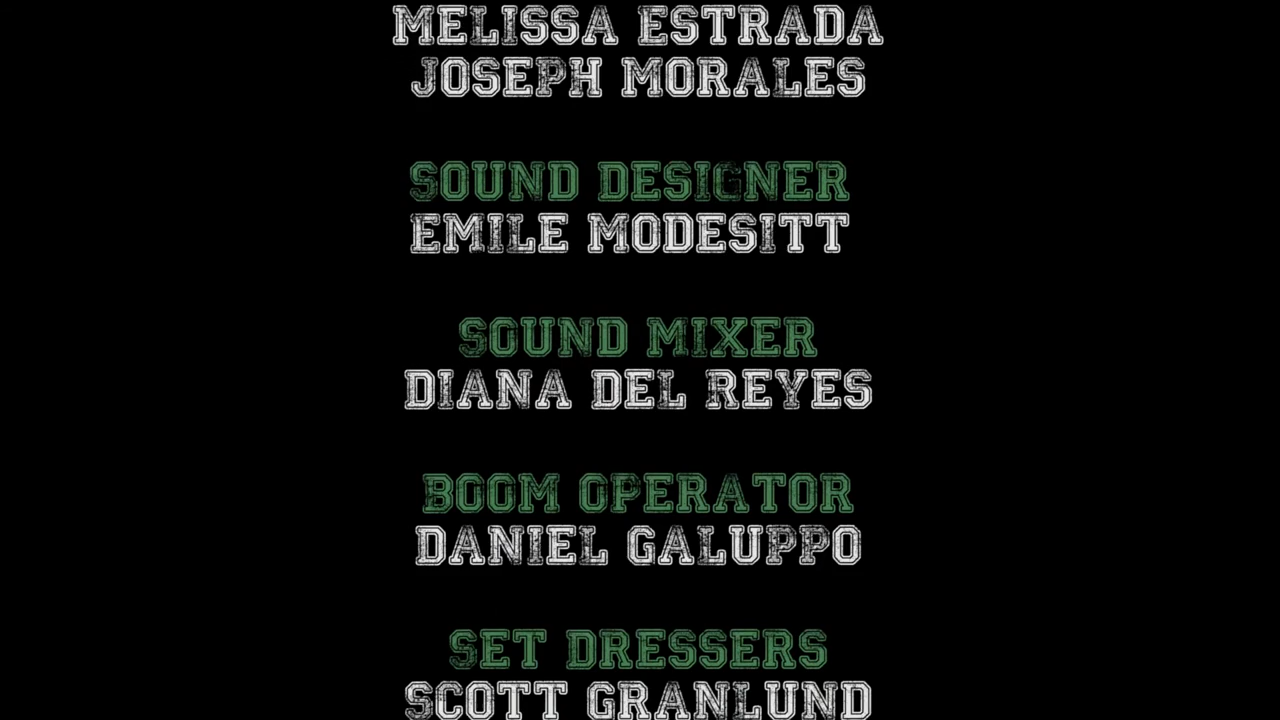 MELISSA ESTRADA
JOSEPH MORALES
SOUND DESIGNER
EMILE MODESITT
SOUND MIXER
DIANA DEL REYES
BOOM OPERATOR
DANIEL GALUPPO
SET DRESSERS
SCOTT GRANLUND